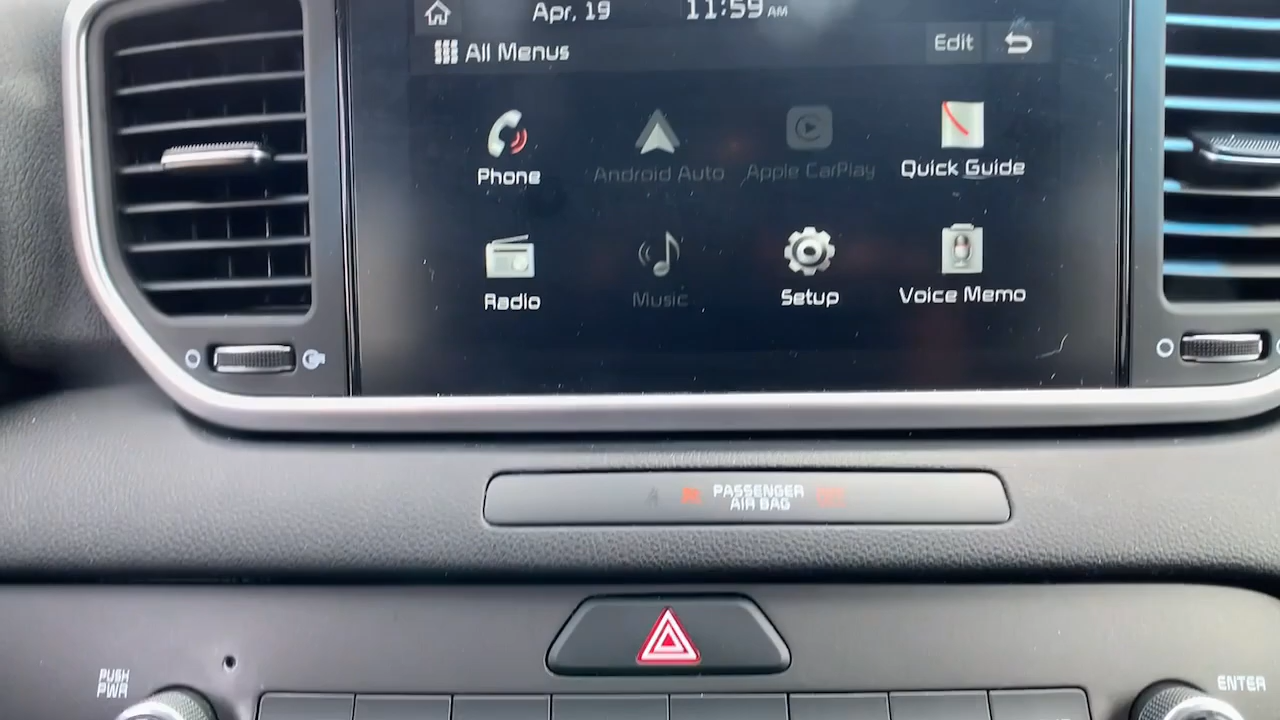 Apr, 19 11:59 AM
All Menus Edit
Phone Android Auto Apple CarPlay Quick Guide
Radio Music Setup Voice Memo
PASSENGER
AIR BAG
PUSH
PWR
ENTER